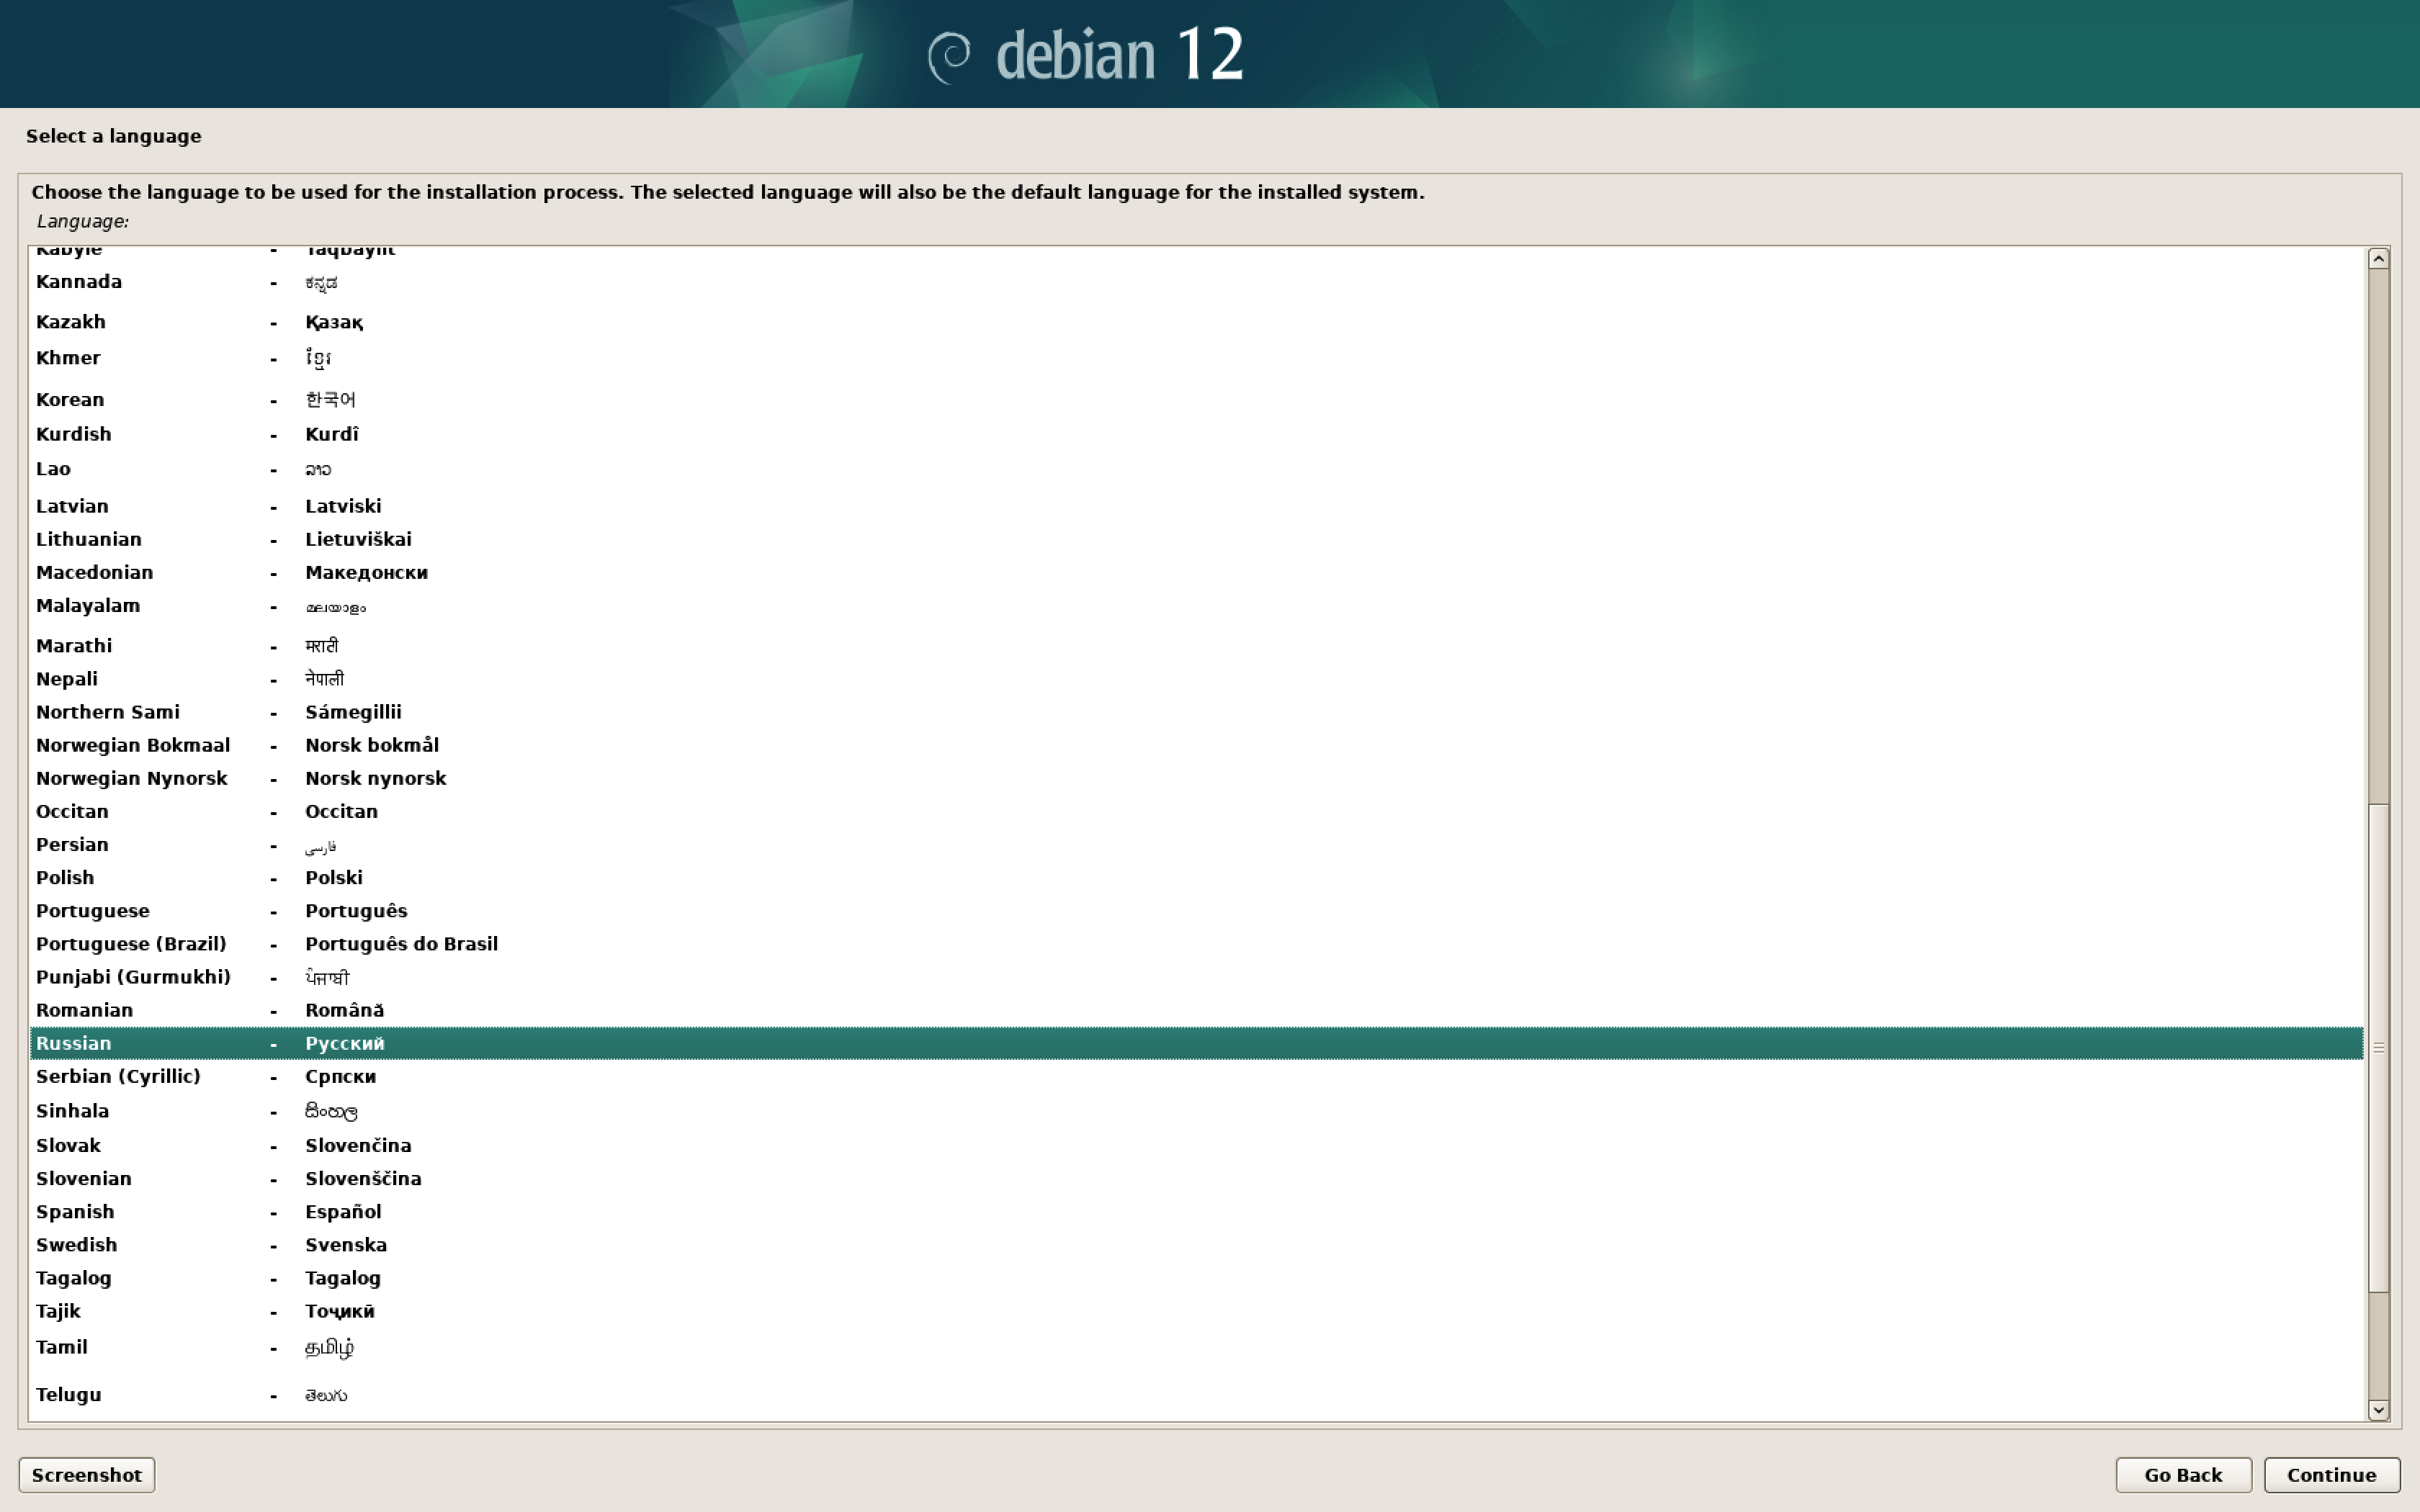 debian 12
Select a language
Choose the language to be used for the installation process. The selected language will also be the default language for the installed system.
Language:
Kabyle - Taqbaylit
Kannada - ಕನ್ನಡ
Kazakh - Қазақ
Khmer - ខ្មែរ
Korean - 한국어
Kurdish - Kurdî
Lao - ລາວ
Latvian - Latviski
Lithuanian - Lietuviškai
Macedonian - Македонски
Malayalam - മലയാളം
Marathi - मराठी
Nepali - नेपाली
Northern Sami - Sámegillii
Norwegian Bokmaal - Norsk bokmål
Norwegian Nynorsk - Norsk nynorsk
Occitan - Occitan
Persian - فارسی
Polish - Polski
Portuguese - Português
Portuguese (Brazil) - Português do Brasil
Punjabi (Gurmukhi) - ਪੰਜਾਬੀ
Romanian - Română
Russian - Русский
Serbian (Cyrillic) - Српски
Sinhala - සිංහල
Slovak - Slovenčina
Slovenian - Slovenščina
Spanish - Español
Swedish - Svenska
Tagalog - Tagalog
Tajik - Тоҷикӣ
Tamil - தமிழ்
Telugu - తెలుగు
Screenshot Go Back Continue